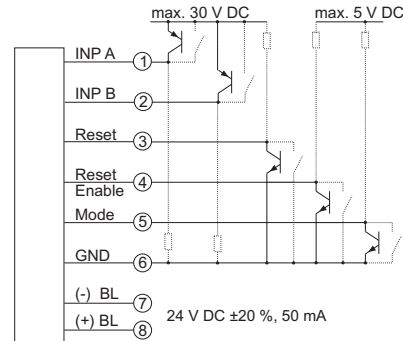 max. 30 V DC
max. 5 V DC
INP A 1
INP B 2
Reset 3
Reset
Enable 4
Mode 5
GND 6
(-) BL 7
(+) BL 8
24 V DC ±20 %, 50 mA